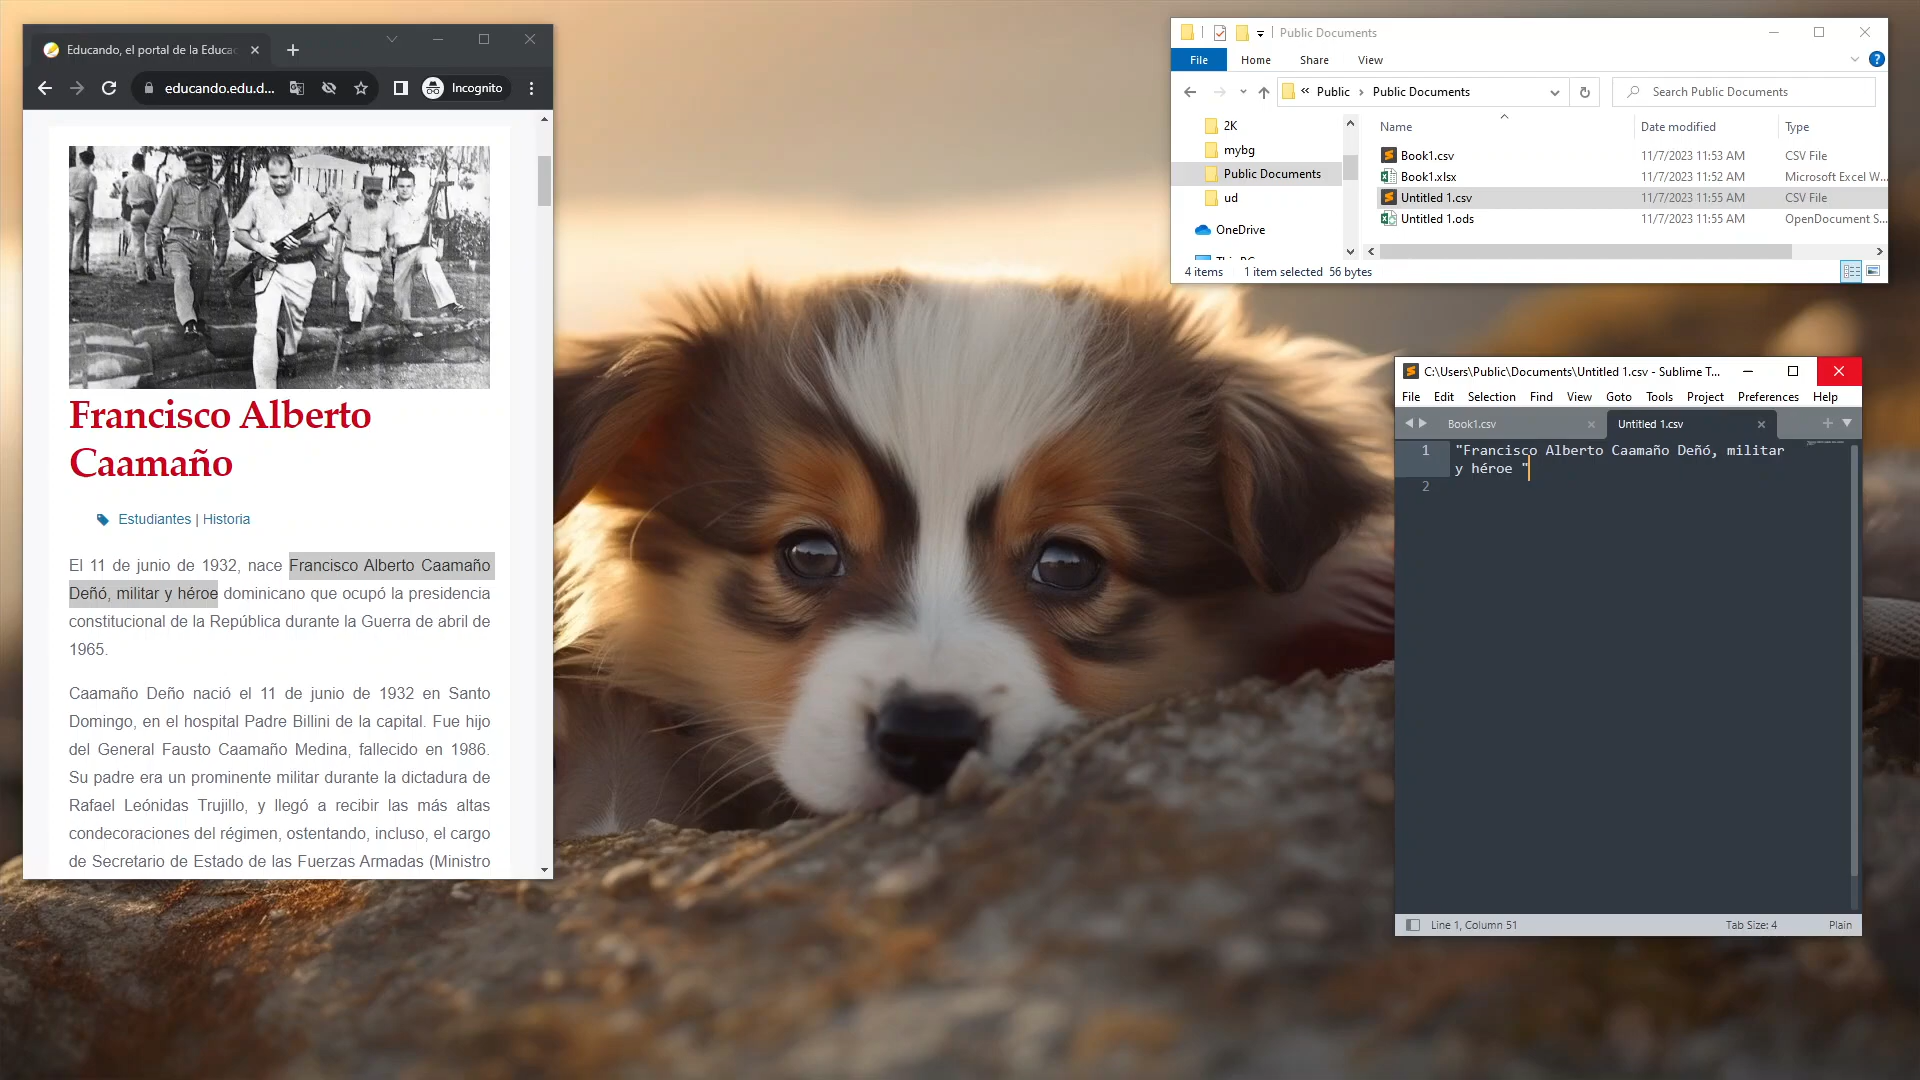 Educando, el portal de la Educa
educando.edu.d...
Incognito
Francisco Alberto
Caamaño
Estudiantes | Historia
El 11 de junio de 1932, nace Francisco Alberto Caamaño
Deñó, militar y héroe dominicano que ocupó la presidencia
constitucional de la República durante la Guerra de abril de
1965.
Caamaño Deño nació el 11 de junio de 1932 en Santo
Domingo, en el hospital Padre Billini de la capital. Fue hijo
del General Fausto Caamaño Medina, fallecido en 1986.
Su padre era un prominente militar durante la dictadura de
Rafael Leónidas Trujillo, y llegó a recibir las más altas
condecoraciones del régimen, ostentando, incluso, el cargo
de Secretario de Estado de las Fuerzas Armadas (Ministro
Public Documents
File Home Share View
« Public › Public Documents
Search Public Documents
2K
mybg
Public Documents
ud
OneDrive
Name Date modified Type
Book1.csv 11/7/2023 11:53 AM CSV File
Book1.xlsx 11/7/2023 11:52 AM Microsoft Excel W...
Untitled 1.csv 11/7/2023 11:55 AM CSV File
Untitled 1.ods 11/7/2023 11:55 AM OpenDocument S...
4 items 1 item selected 56 bytes
C:\Users\Public\Documents\Untitled 1.csv - Sublime T...
File Edit Selection Find View Goto Tools Project Preferences Help
Book1.csv Untitled 1.csv
1 "Francisco Alberto Caamaño Deñó, militar
y héroe "
2
Line 1, Column 51 Tab Size: 4 Plain